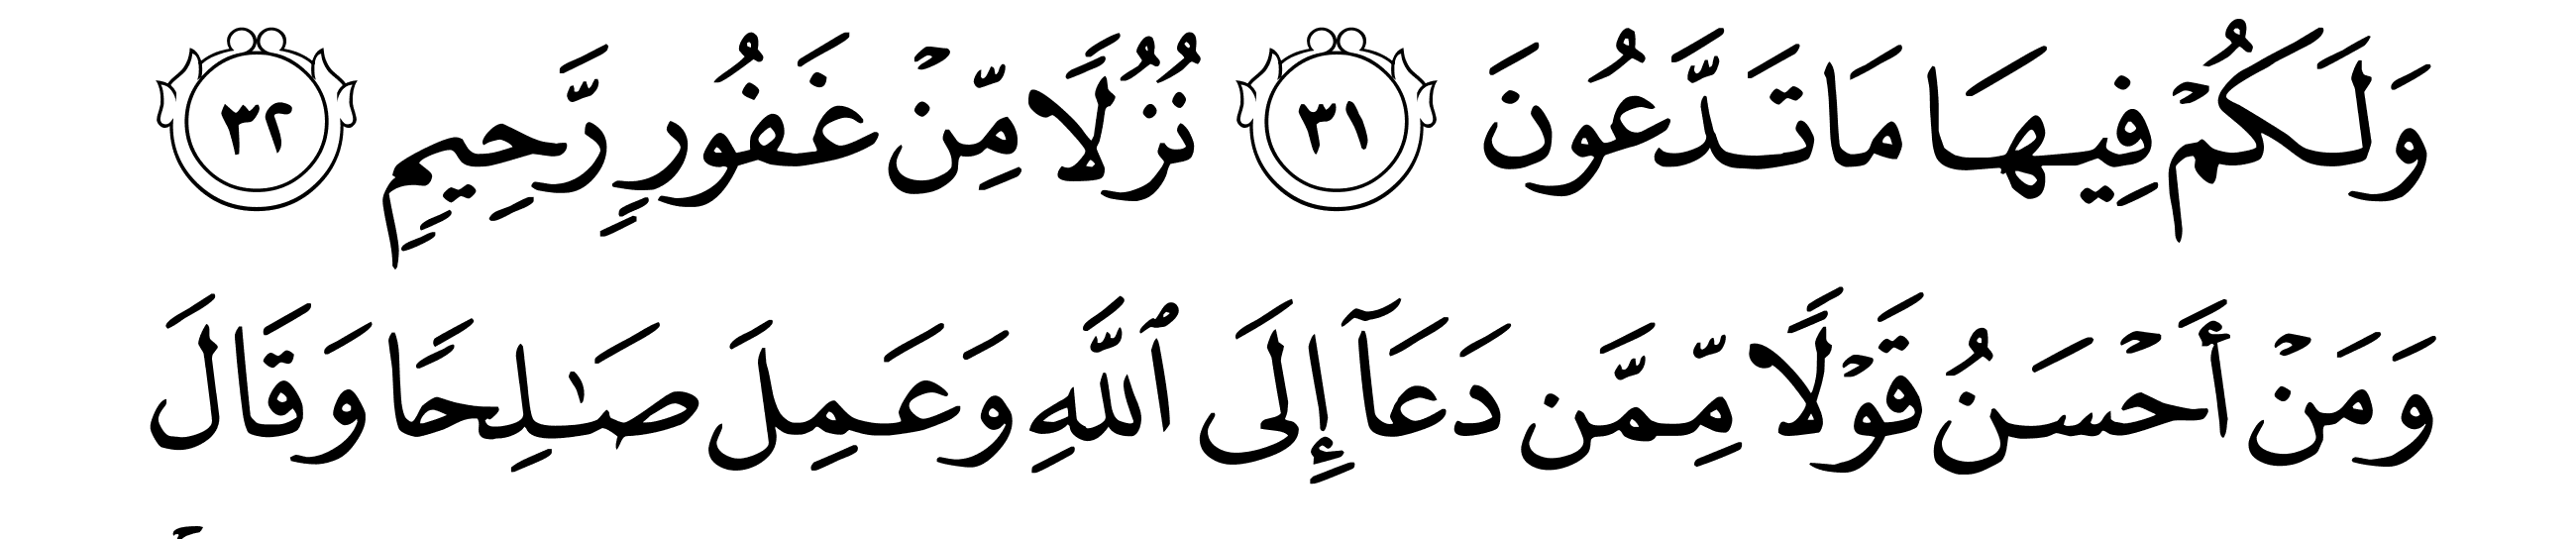 وَلَكُمْ فِيهَا مَا تَدَّعُونَ ٣١ نُزُلًا مِّنْ غَفُورٍ رَّحِيمٍ ٣٢
وَمَنْ أَحْسَنُ قَوْلًا مِّمَّن دَعَآ إِلَى ٱللَّهِ وَعَمِلَ صَـٰلِحًا وَقَالَ